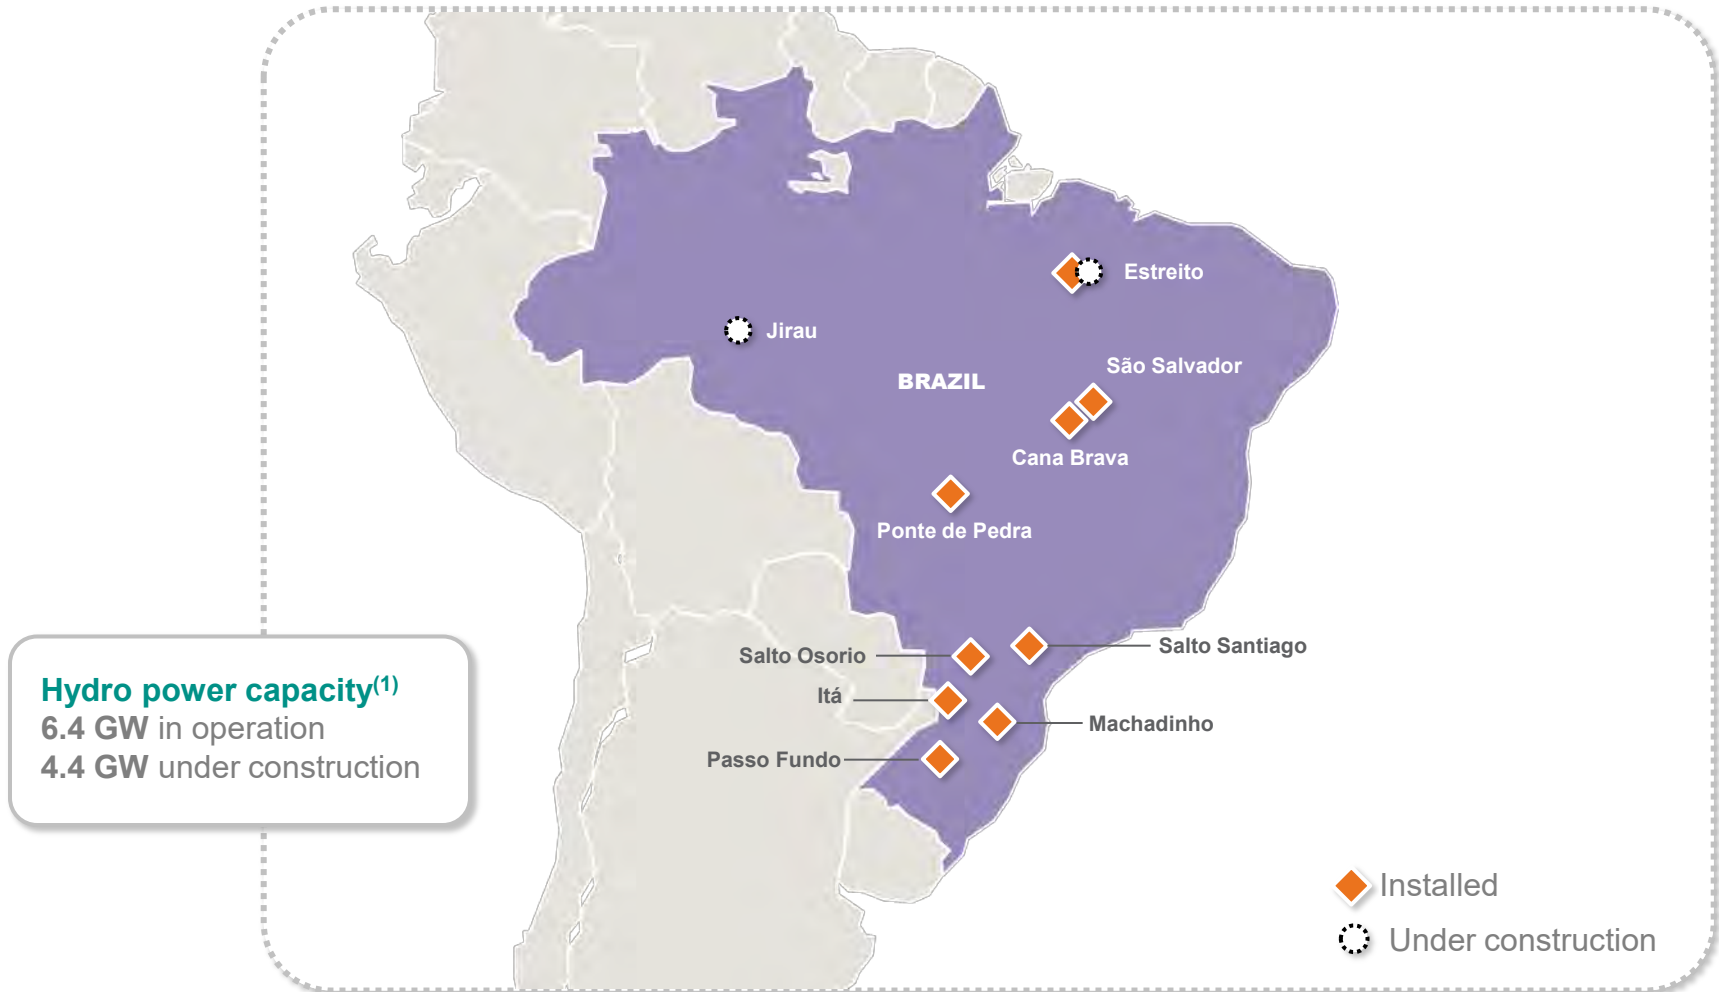 Estreito
Jirau
São Salvador
BRAZIL
Cana Brava
Ponte de Pedra
Salto Osorio
Salto Santiago
Itá
Machadinho
Passo Fundo
Hydro power capacity(1)
6.4 GW in operation
4.4 GW under construction
Installed
Under construction